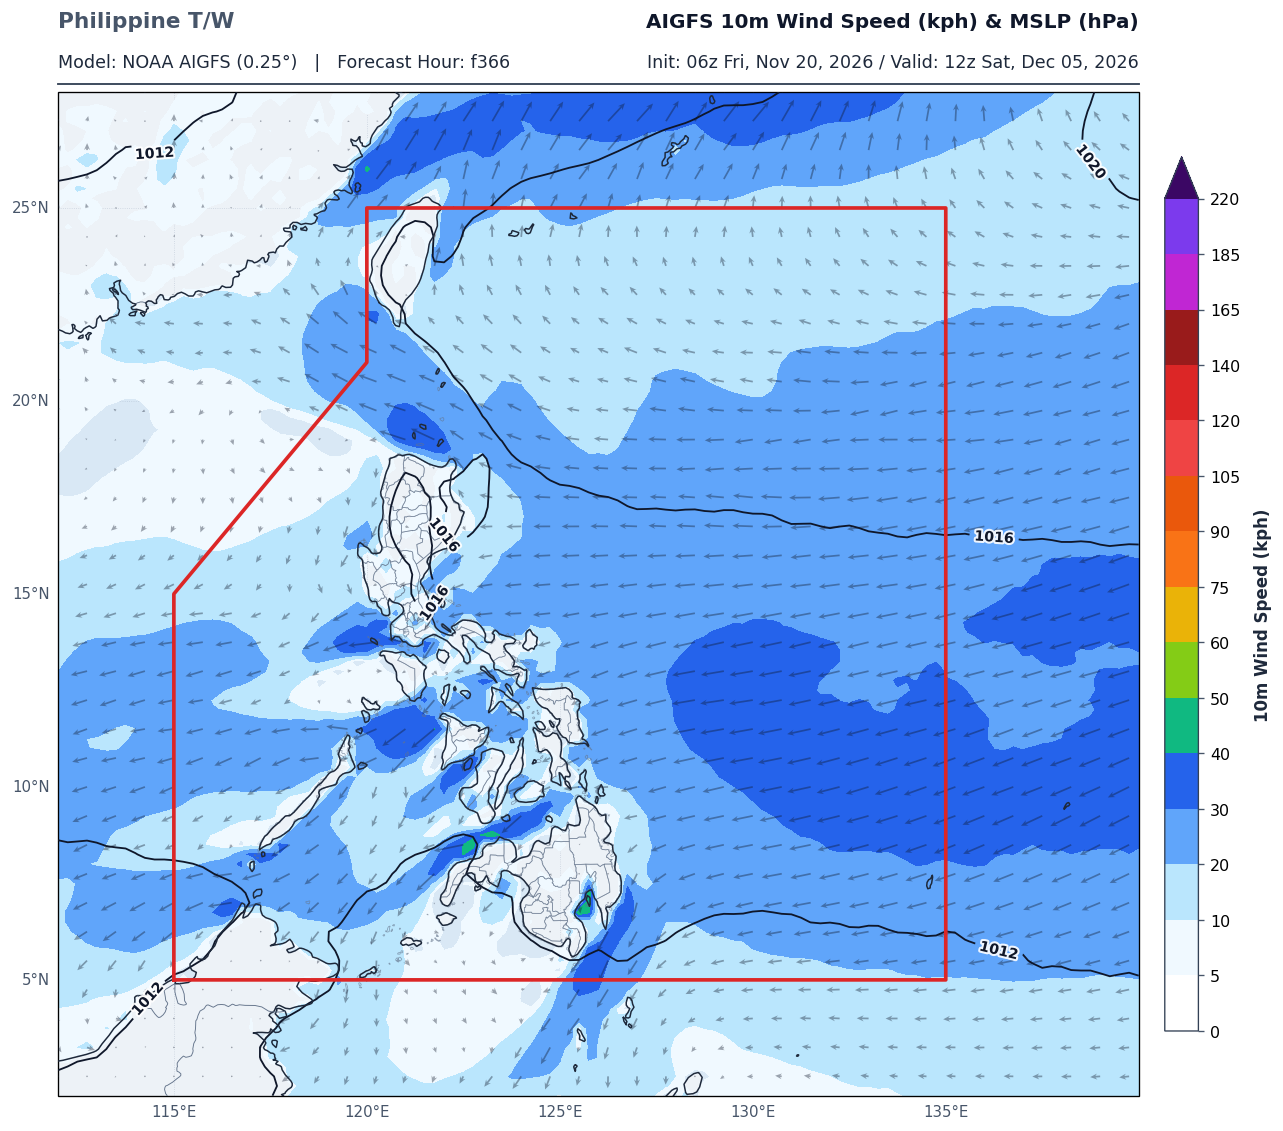 Philippine T/W
AIGFS 10m Wind Speed (kph) & MSLP (hPa)
Model: NOAA AIGFS (0.25°) | Forecast Hour: f366
Init: 06z Fri, Nov 20, 2026 / Valid: 12z Sat, Dec 05, 2026
1012
1020
25°N
20°N
1016
1016
1016
15°N
10°N
1012
5°N
1012
115°E
120°E
125°E
130°E
135°E
220
185
165
140
120
105
90
75
60
50
40
30
20
10
5
0
10m Wind Speed (kph)